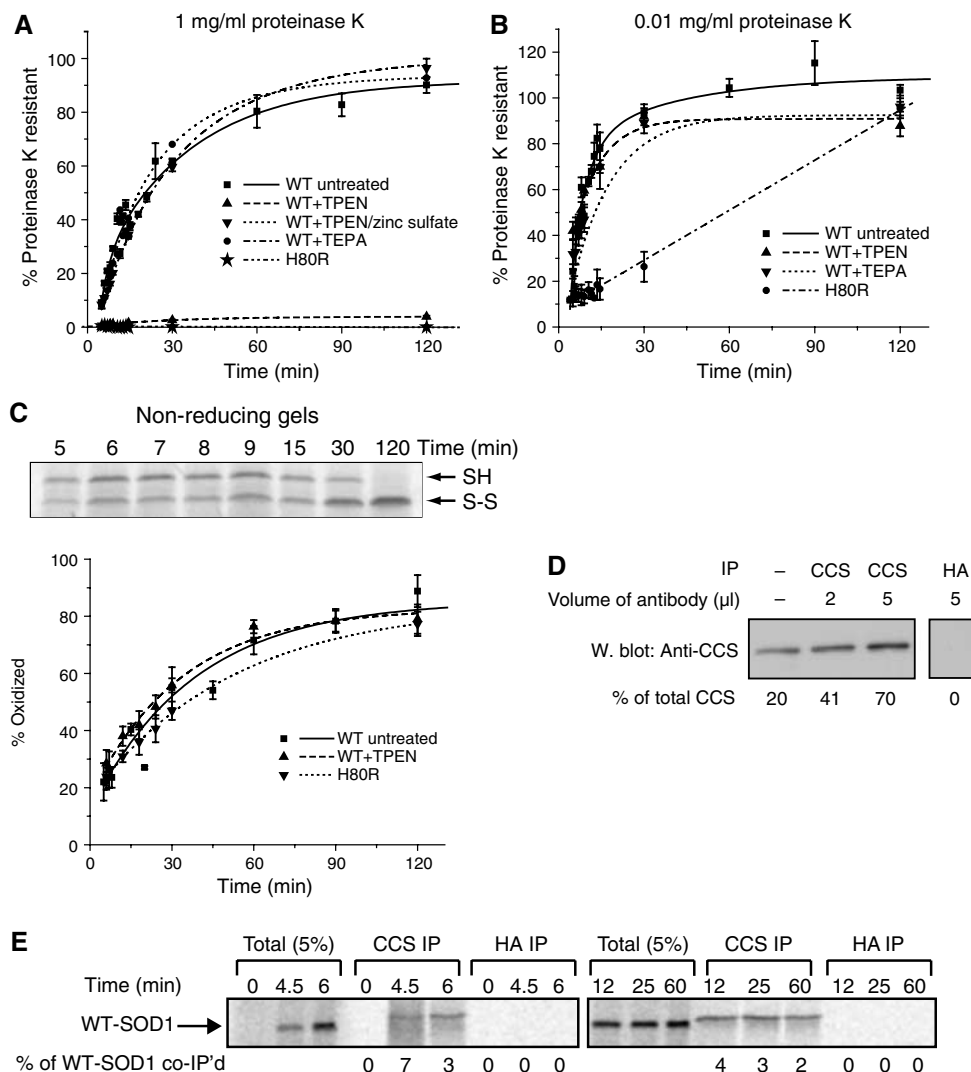 A
1 mg/ml proteinase K
% Proteinase K resistant
100
80
60
40
20
0
WT untreated
WT+TPEN
WT+TPEN/zinc sulfate
WT+TEPA
H80R
0 30 60 90 120
Time (min)
B
0.01 mg/ml proteinase K
% Proteinase K resistant
120
100
80
60
40
20
0
WT untreated
WT+TPEN
WT+TEPA
H80R
0 30 60 90 120
Time (min)
C
Non-reducing gels
5 6 7 8 9 15 30 120 Time (min)
SH
S-S
% Oxidized
100
80
60
40
20
0
WT untreated
WT+TPEN
H80R
0 30 60 90 120
Time (min)
D
IP – CCS CCS HA
Volume of antibody (µl) – 2 5 5
W. blot: Anti-CCS
% of total CCS 20 41 70 0
E
Total (5%) CCS IP HA IP Total (5%) CCS IP HA IP
Time (min) 0 4.5 6 0 4.5 6 0 4.5 6 12 25 60 12 25 60 12 25 60
WT-SOD1
% of WT-SOD1 co-IP'd 0 7 3 0 0 0 4 3 2 0 0 0